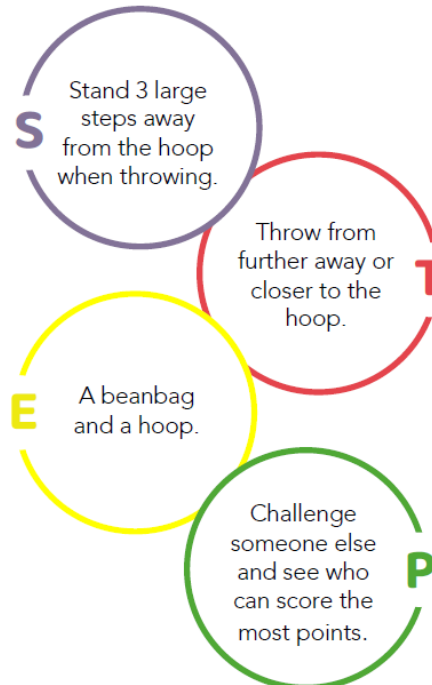 S
Stand 3 large
steps away
from the hoop
when throwing.
T
Throw from
further away or
closer to the
hoop.
E
A beanbag
and a hoop.
P
Challenge
someone else
and see who
can score the
most points.